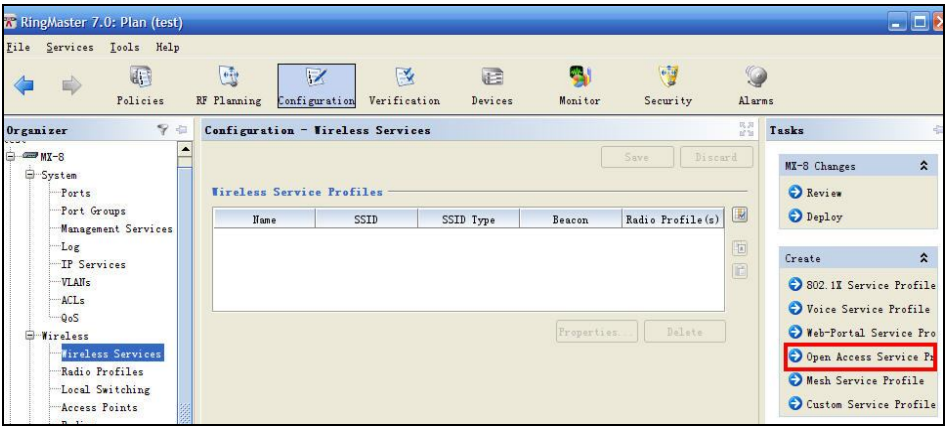 RingMaster 7.0: Plan (test)
File Services Tools Help
Policies RF Planning Configuration Verification Devices Monitor Security Alarms
Organizer
MX-8
System
Ports
Port Groups
Management Services
Log
IP Services
VLANs
ACLs
QoS
Wireless
Wireless Services
Radio Profiles
Local Switching
Access Points
Configuration - Wireless Services
Save Discard
Wireless Service Profiles
Name SSID SSID Type Beacon Radio Profile(s)
Properties... Delete
Tasks
MX-8 Changes
Review
Deploy
Create
802.1X Service Profile
Voice Service Profile
Web-Portal Service Pro
Open Access Service Pr
Mesh Service Profile
Custom Service Profile